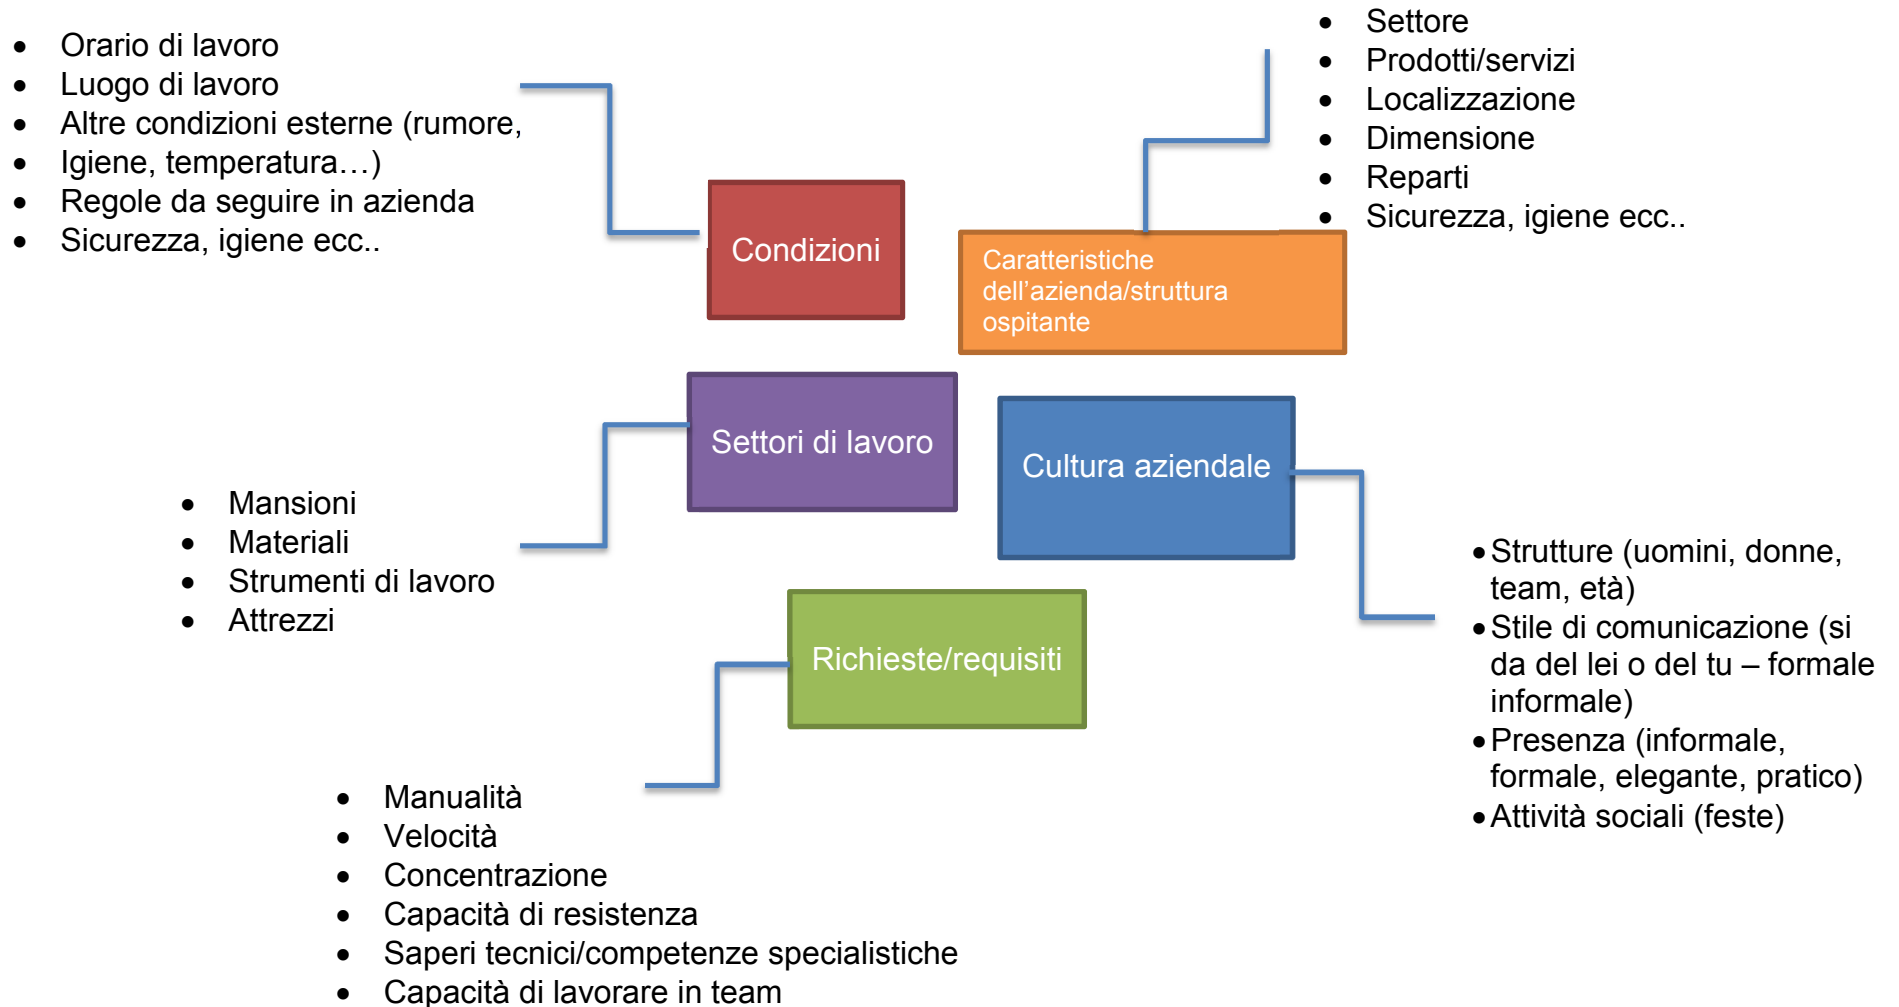 • Orario di lavoro
• Luogo di lavoro
• Altre condizioni esterne (rumore,
• Igiene, temperatura…)
• Regole da seguire in azienda
• Sicurezza, igiene ecc..
• Settore
• Prodotti/servizi
• Localizzazione
• Dimensione
• Reparti
• Sicurezza, igiene ecc..
Condizioni
Caratteristiche
dell’azienda/struttura
ospitante
Settori di lavoro
Cultura aziendale
• Mansioni
• Materiali
• Strumenti di lavoro
• Attrezzi
• Strutture (uomini, donne,
team, età)
• Stile di comunicazione (si
da del lei o del tu – formale
informale)
• Presenza (informale,
formale, elegante, pratico)
• Attività sociali (feste)
Richieste/requisiti
• Manualità
• Velocità
• Concentrazione
• Capacità di resistenza
• Saperi tecnici/competenze specialistiche
• Capacità di lavorare in team